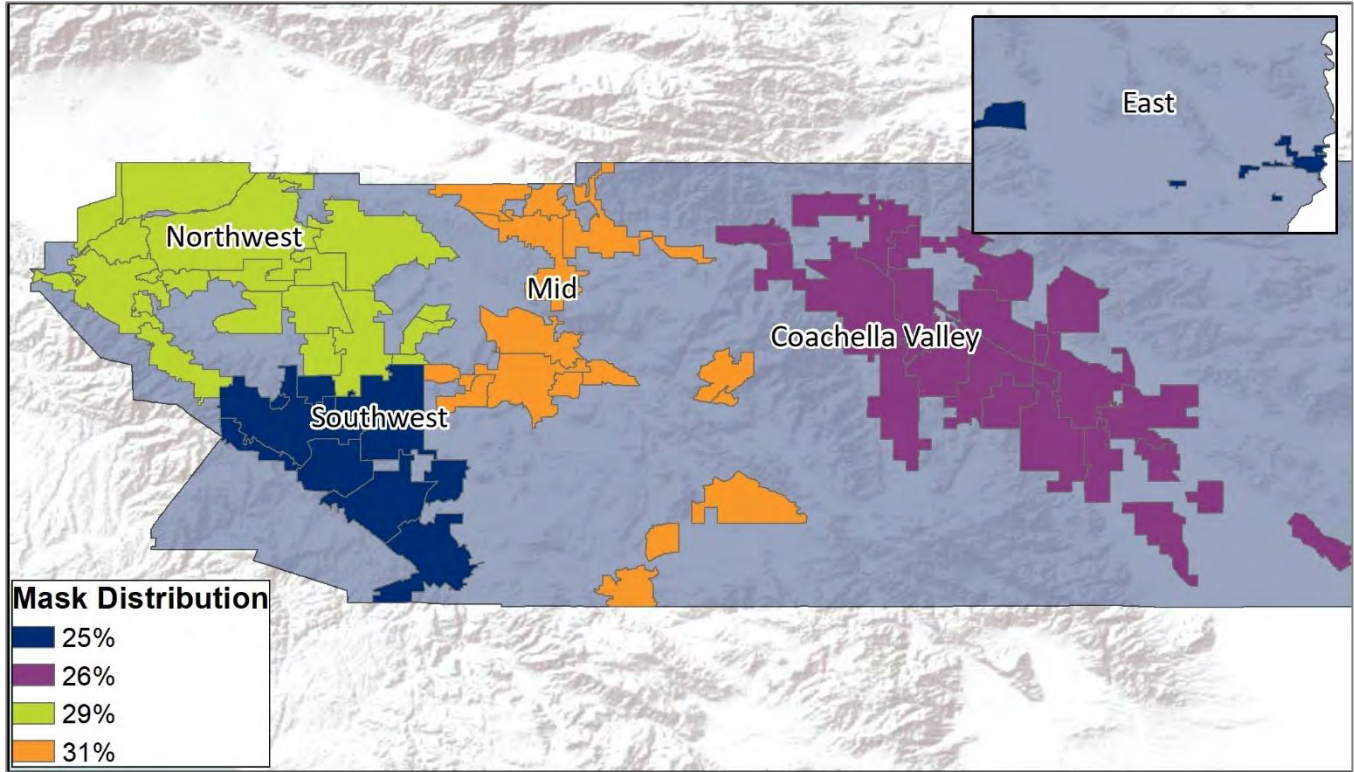 East
Northwest
Mid
Coachella Valley
Southwest
Mask Distribution
25%
26%
29%
31%